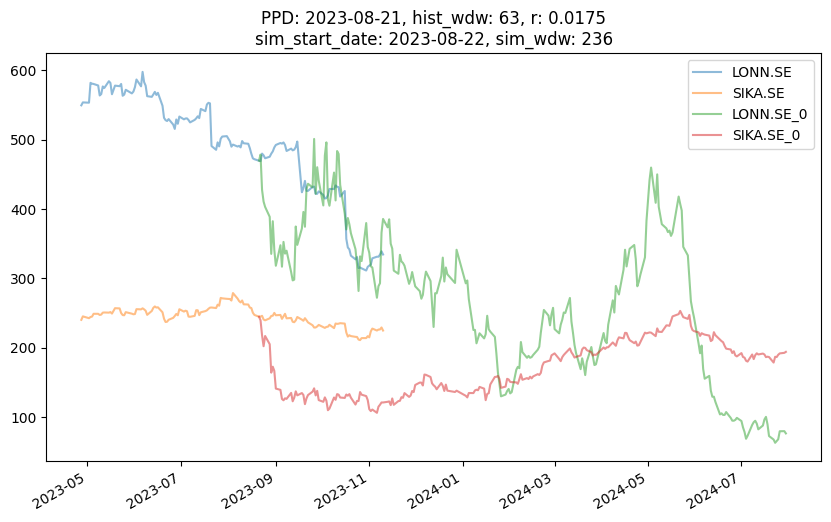 PPD: 2023-08-21, hist_wdw: 63, r: 0.0175
sim_start_date: 2023-08-22, sim_wdw: 236
LONN.SE
SIKA.SE
LONN.SE_0
SIKA.SE_0
600
500
400
300
200
100
2023-05
2023-07
2023-09
2023-11
2024-01
2024-03
2024-05
2024-07